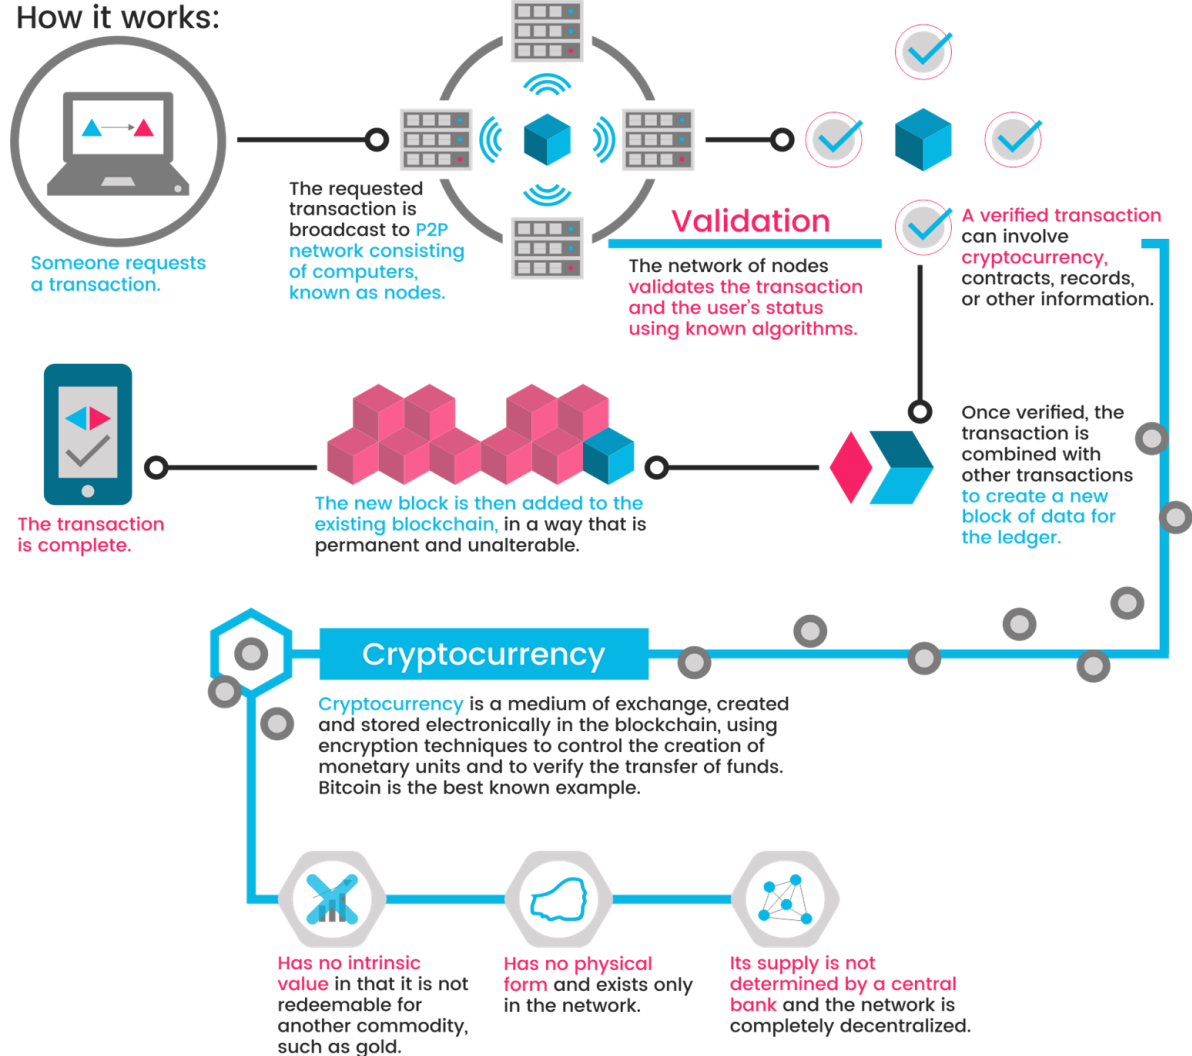 How it works:
Someone requests
a transaction.
The requested
transaction is
broadcast to P2P
network consisting
of computers,
known as nodes.
Validation
The network of nodes
validates the transaction
and the user's status
using known algorithms.
A verified transaction
can involve
cryptocurrency,
contracts, records,
or other information.
Once verified, the
transaction is
combined with
other transactions
to create a new
block of data for
the ledger.
The new block is then added to the
existing blockchain, in a way that is
permanent and unalterable.
The transaction
is complete.
Cryptocurrency
Cryptocurrency is a medium of exchange, created
and stored electronically in the blockchain, using
encryption techniques to control the creation of
monetary units and to verify the transfer of funds.
Bitcoin is the best known example.
Has no intrinsic
value in that it is not
redeemable for
another commodity,
such as gold.
Has no physical
form and exists only
in the network.
Its supply is not
determined by a central
bank and the network is
completely decentralized.